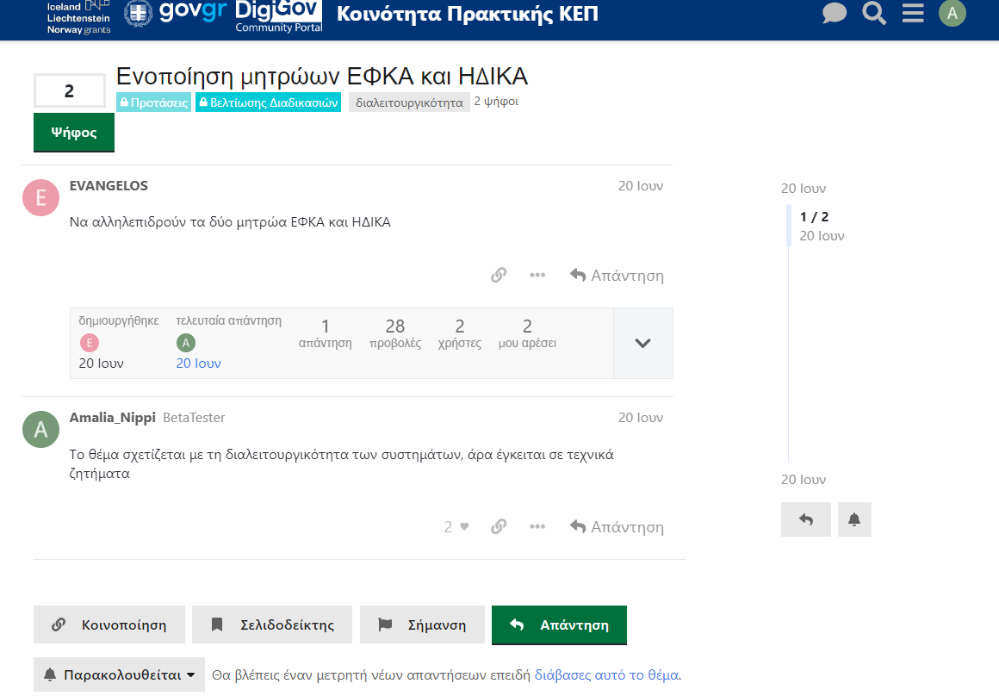 Iceland
Liechtenstein
Norway grants
govgr
DigiGov
Community Portal
Κοινότητα Πρακτικής ΚΕΠ
A
2
Ενοποίηση μητρώων ΕΦΚΑ και ΗΔΙΚΑ
Προτάσεις Βελτίωσης Διαδικασιών διαλειτουργικότητα 2 ψήφοι
Ψήφος
E
EVANGELOS 20 Ιουν
Να αλληλεπιδρούν τα δύο μητρώα ΕΦΚΑ και ΗΔΙΚΑ
Απάντηση
δημιουργήθηκε τελευταία απάντηση 1 28 2 2
E A απάντηση προβολές χρήστες μου αρέσει
20 Ιουν 20 Ιουν
A
Amalia_Nippi BetaTester 20 Ιουν
Το θέμα σχετίζεται με τη διαλειτουργικότητα των συστημάτων, άρα έγκειται σε τεχνικά
ζητήματα
2 Απάντηση
20 Ιουν
1 / 2
20 Ιουν
20 Ιουν
Κοινοποίηση Σελιδοδείκτης Σήμανση Απάντηση
Παρακολουθείται Θα βλέπεις έναν μετρητή νέων απαντήσεων επειδή διάβασες αυτό το θέμα.